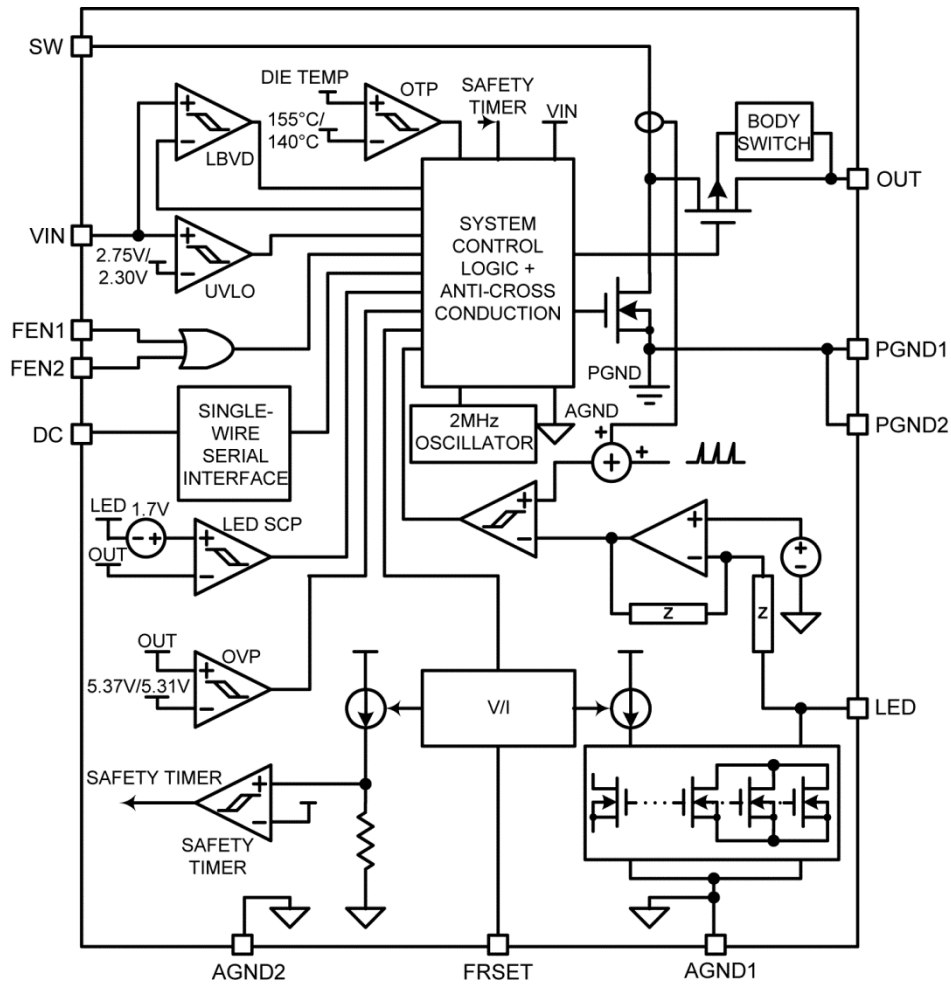 SW
DIE TEMP
OTP
SAFETY
TIMER
VIN
155°C/
140°C
+
−
+
−
LBVD
BODY
SWITCH
OUT
SYSTEM
CONTROL
LOGIC +
ANTI-CROSS
CONDUCTION
VIN
2.75V/
2.30V
+
−
UVLO
FEN1
FEN2
PGND
PGND1
PGND2
DC
SINGLE-
WIRE
SERIAL
INTERFACE
2MHz
OSCILLATOR
AGND
+
+
+
LED
1.7V
− +
OUT
LED SCP
+
−
+
−
+
−
+
−
Z
Z
OUT
OVP
5.37V/5.31V
+
−
V/I
LED
SAFETY TIMER
+
−
SAFETY
TIMER
AGND2
FRSET
AGND1